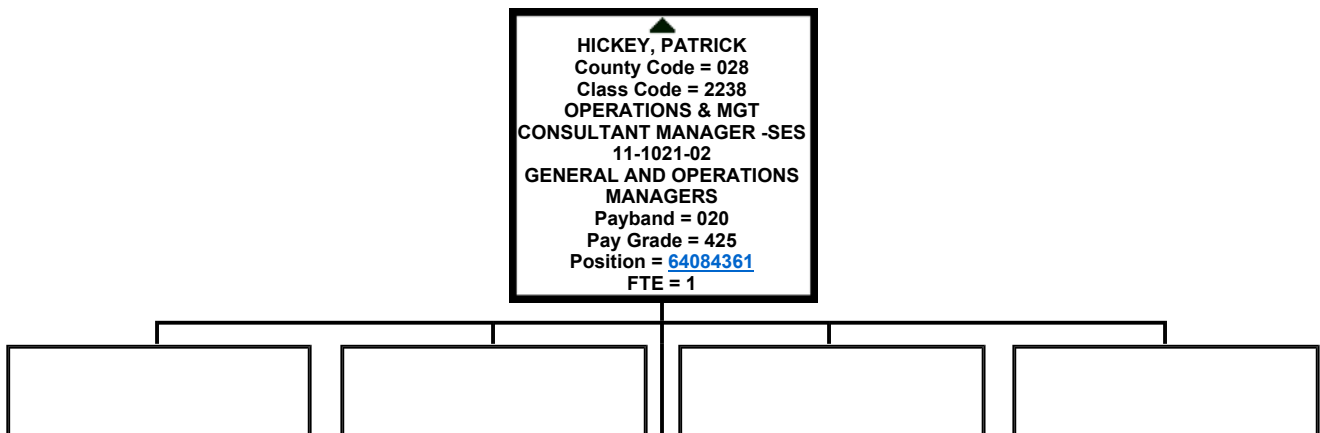 HICKEY, PATRICK
County Code = 028
Class Code = 2238
OPERATIONS & MGT
CONSULTANT MANAGER -SES
11-1021-02
GENERAL AND OPERATIONS
MANAGERS
Payband = 020
Pay Grade = 425
Position = 64084361
FTE = 1